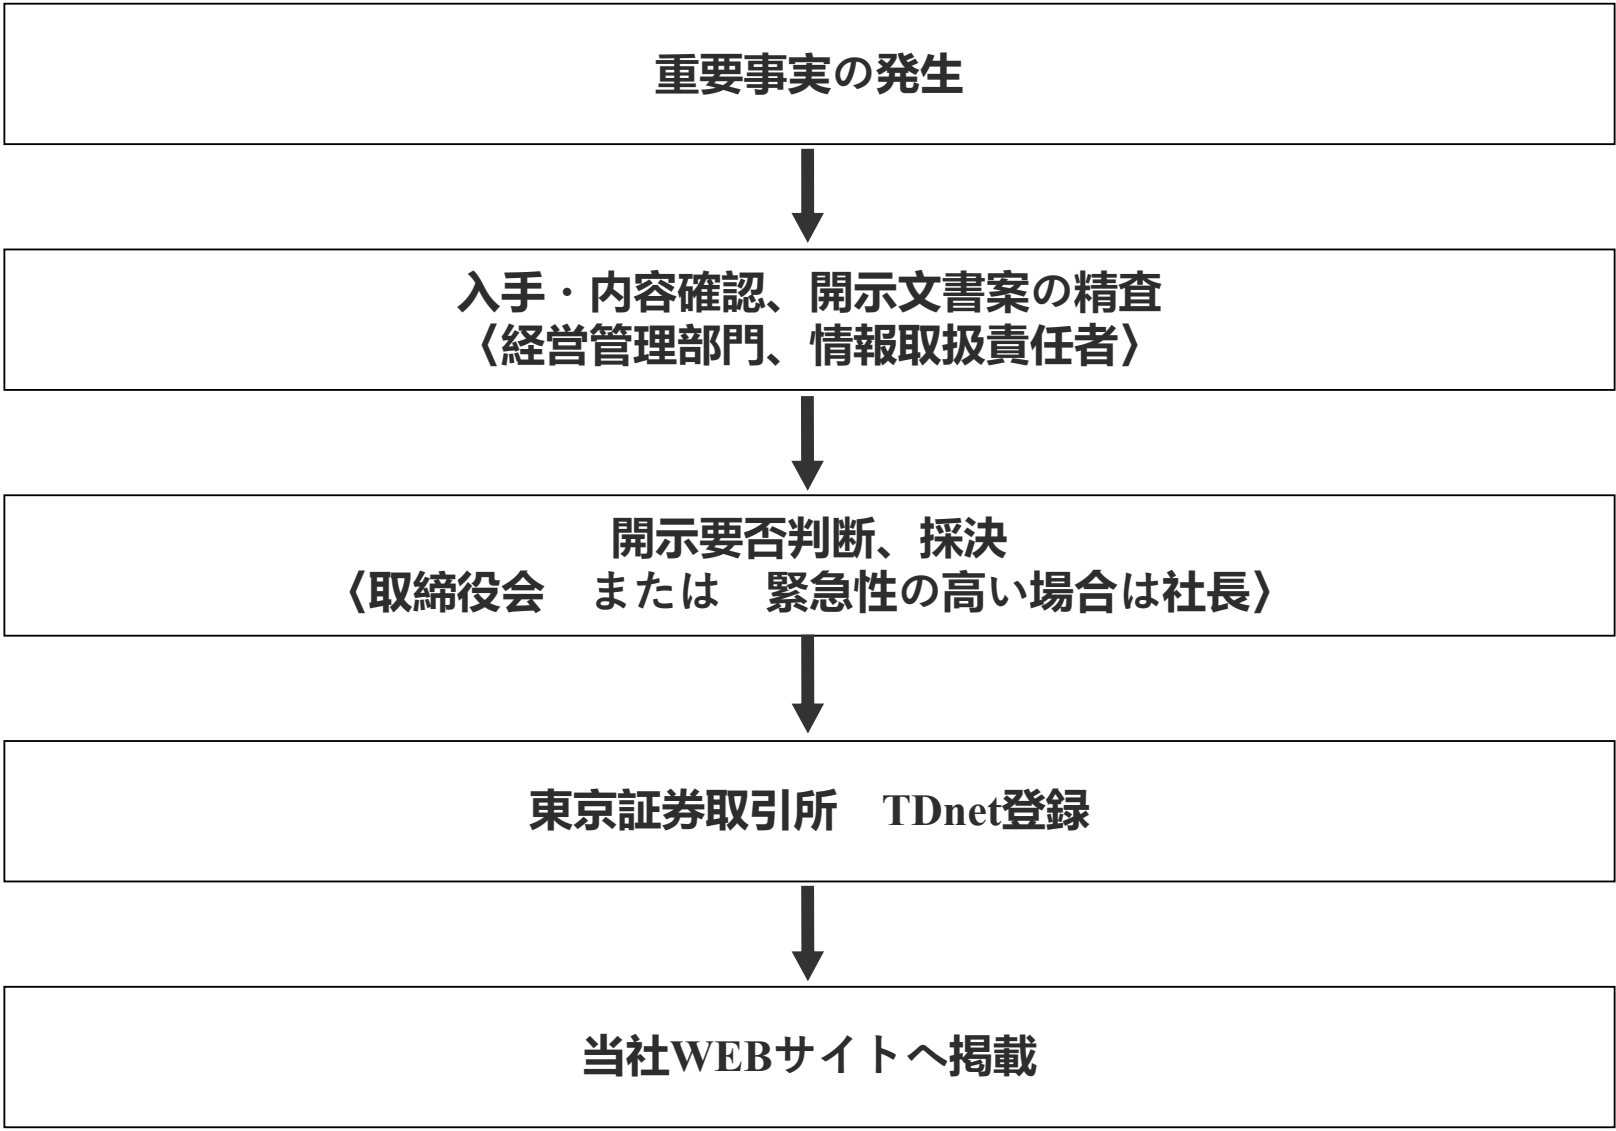 重要事実の発生
入手・内容確認、開示文書案の精査
〈経営管理部門、情報取扱責任者〉
開示要否判断、採決
〈取締役会　または　緊急性の高い場合は社長〉
東京証券取引所　TDnet登録
当社WEBサイトへ掲載